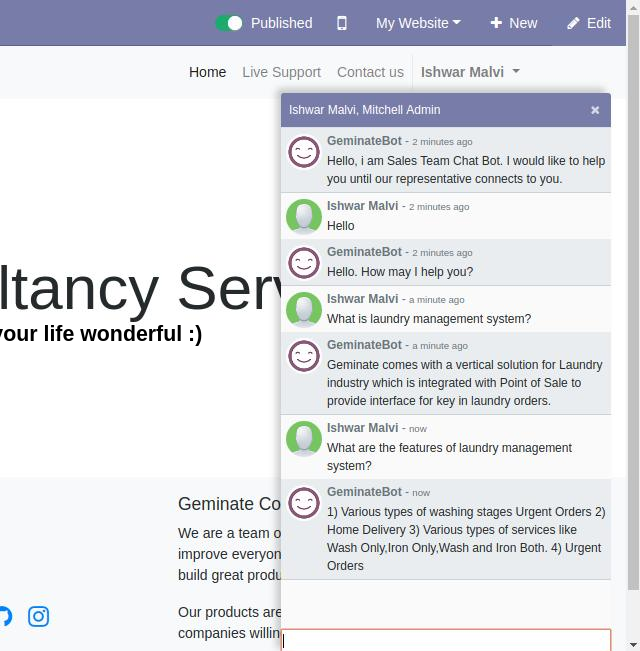 Published My Website + New Edit
Home Live Support Contact us Ishwar Malvi
Ishwar Malvi, Mitchell Admin ×
GeminateBot - 2 minutes ago
Hello, i am Sales Team Chat Bot. I would like to help
you until our representative connects to you.
Ishwar Malvi - 2 minutes ago
Hello
GeminateBot - 2 minutes ago
Hello. How may I help you?
Ishwar Malvi - a minute ago
What is laundry management system?
GeminateBot - a minute ago
Geminate comes with a vertical solution for Laundry
industry which is integrated with Point of Sale to
provide interface for key in laundry orders.
Ishwar Malvi - now
What are the features of laundry management
system?
GeminateBot - now
1) Various types of washing stages Urgent Orders 2)
Home Delivery 3) Various types of services like
Wash Only,Iron Only,Wash and Iron Both. 4) Urgent
Orders
ltancy Serv
your life wonderful :)
Geminate Co
We are a team o
improve everyon
build great produ
Our products are
companies willin